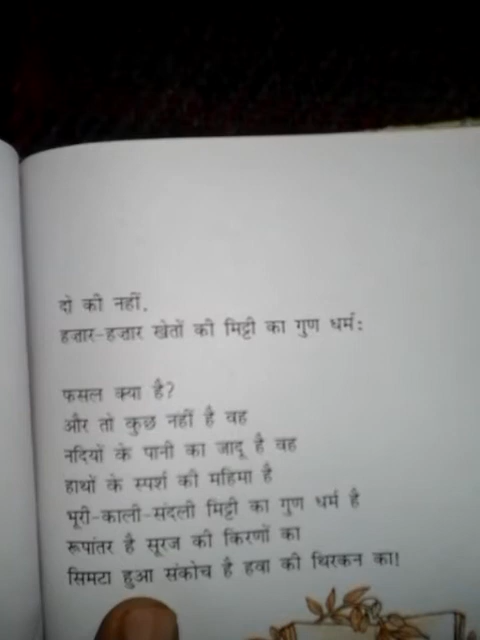 दो की नहीं,
हज़ार-हज़ार खेतों की मिट्टी का गुण धर्म:
फसल क्या है?
और तो कुछ नहीं है वह
नदियों के पानी का जादू है वह
हाथों के स्पर्श की महिमा है
भूरी-काली-संदली मिट्टी का गुण धर्म है
रूपांतर है सूरज की किरणों का
सिमटा हुआ संकोच है हवा की थिरकन का!